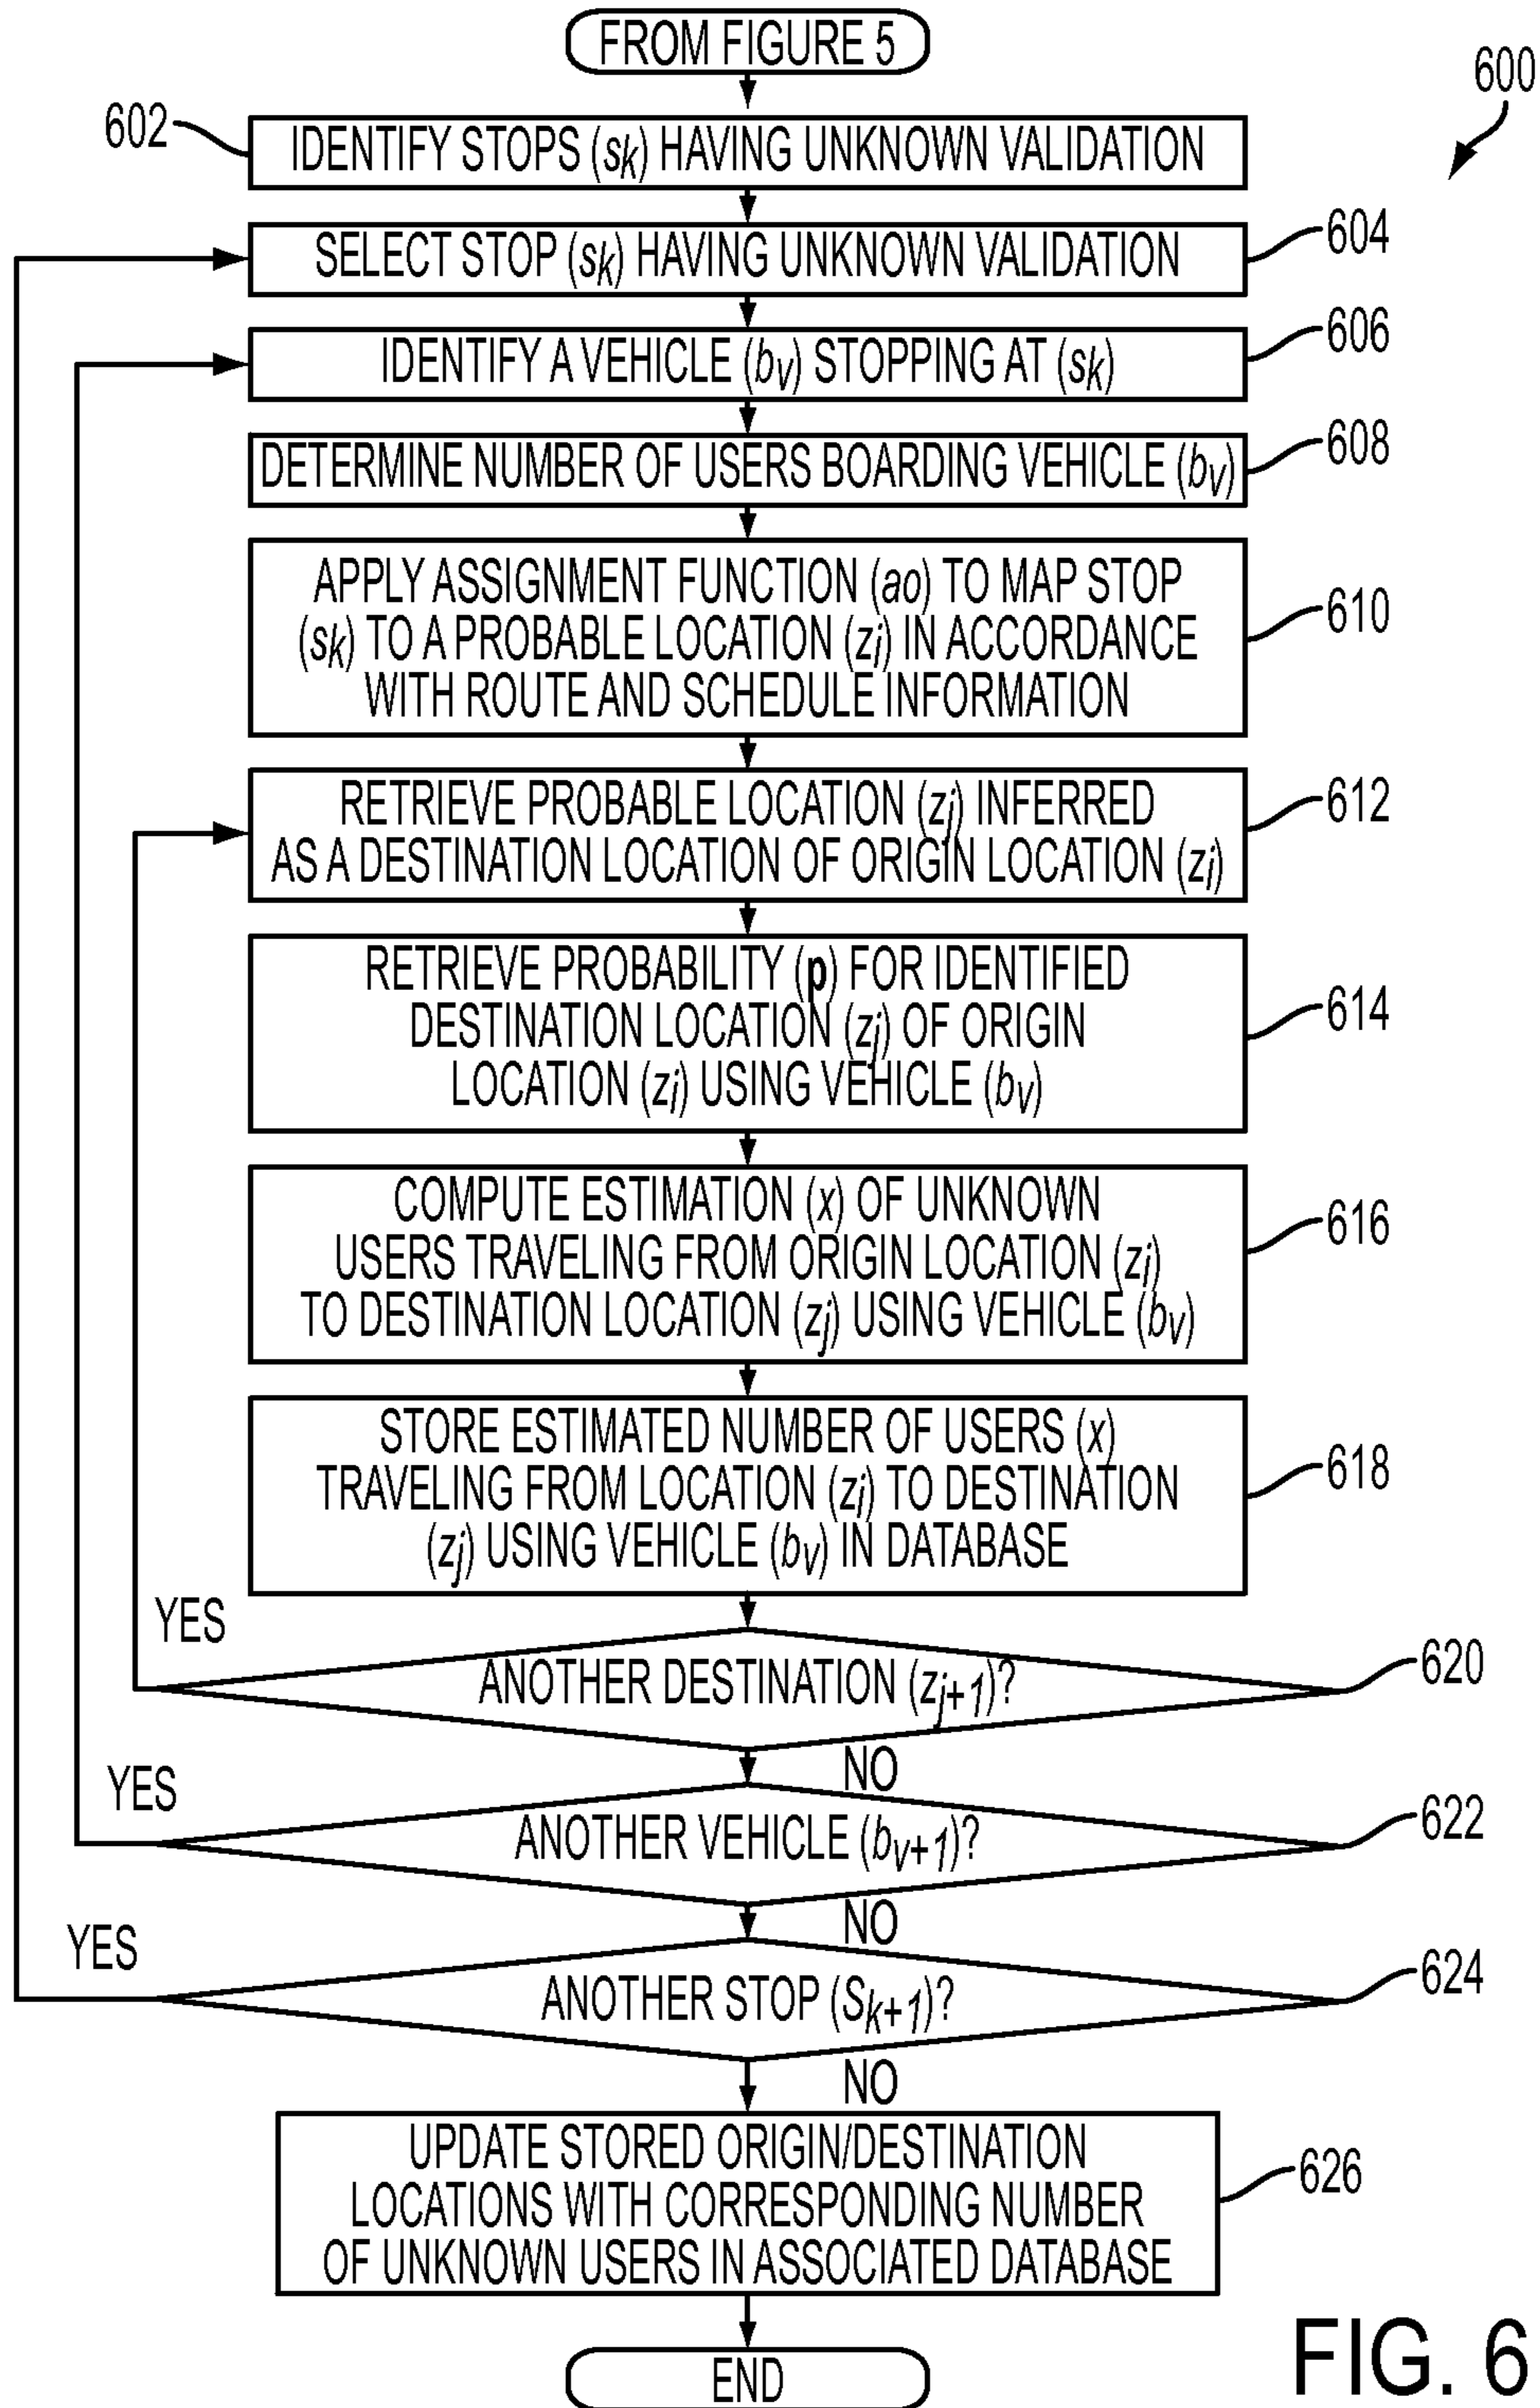 FROM FIGURE 5
600
602
IDENTIFY STOPS (sk) HAVING UNKNOWN VALIDATION
604
SELECT STOP (sk) HAVING UNKNOWN VALIDATION
606
IDENTIFY A VEHICLE (bv) STOPPING AT (sk)
608
DETERMINE NUMBER OF USERS BOARDING VEHICLE (bv)
APPLY ASSIGNMENT FUNCTION (ao) TO MAP STOP
(sk) TO A PROBABLE LOCATION (zi) IN ACCORDANCE
WITH ROUTE AND SCHEDULE INFORMATION
610
RETRIEVE PROBABLE LOCATION (zj) INFERRED
AS A DESTINATION LOCATION OF ORIGIN LOCATION (zi)
612
RETRIEVE PROBABILITY (p) FOR IDENTIFIED
DESTINATION LOCATION (zj) OF ORIGIN
LOCATION (zi) USING VEHICLE (bv)
614
COMPUTE ESTIMATION (x) OF UNKNOWN
USERS TRAVELING FROM ORIGIN LOCATION (zi)
TO DESTINATION LOCATION (zj) USING VEHICLE (bv)
616
STORE ESTIMATED NUMBER OF USERS (x)
TRAVELING FROM LOCATION (zi) TO DESTINATION
(zj) USING VEHICLE (bv) IN DATABASE
618
YES
ANOTHER DESTINATION (zj+1)?
620
NO
YES
ANOTHER VEHICLE (bv+1)?
622
NO
YES
ANOTHER STOP (Sk+1)?
624
NO
UPDATE STORED ORIGIN/DESTINATION
LOCATIONS WITH CORRESPONDING NUMBER
OF UNKNOWN USERS IN ASSOCIATED DATABASE
626
END
FIG. 6